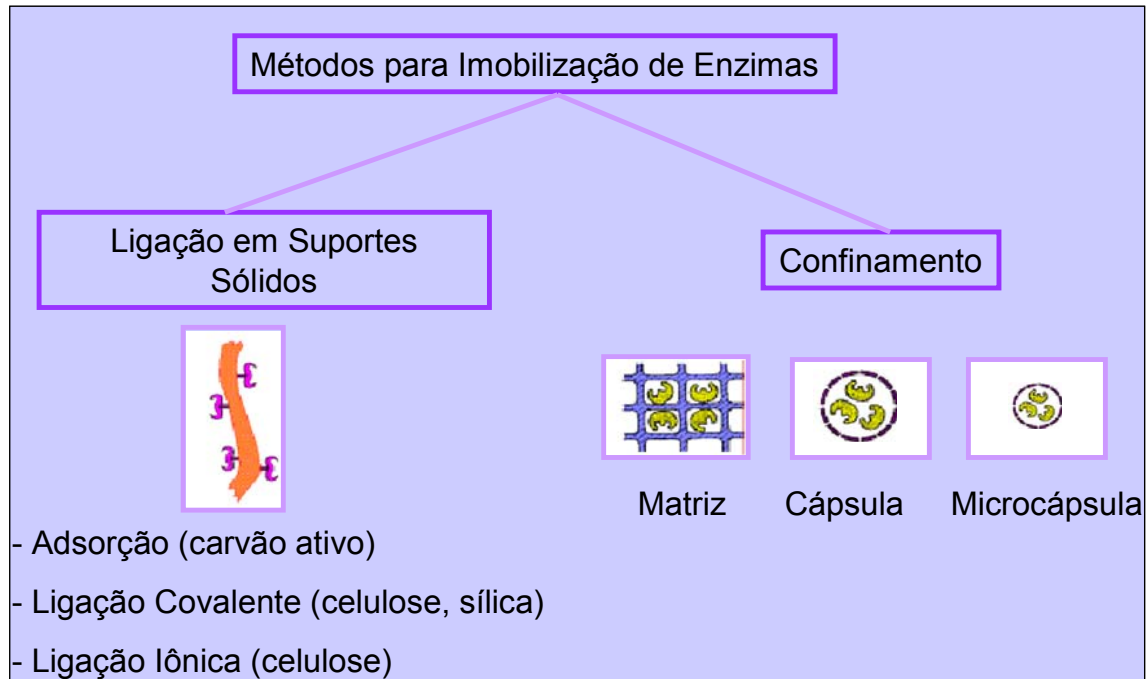 Métodos para Imobilização de Enzimas
Ligação em Suportes
Sólidos
Confinamento
Matriz
Cápsula
Microcápsula
- Adsorção (carvão ativo)
- Ligação Covalente (celulose, sílica)
- Ligação Iônica (celulose)